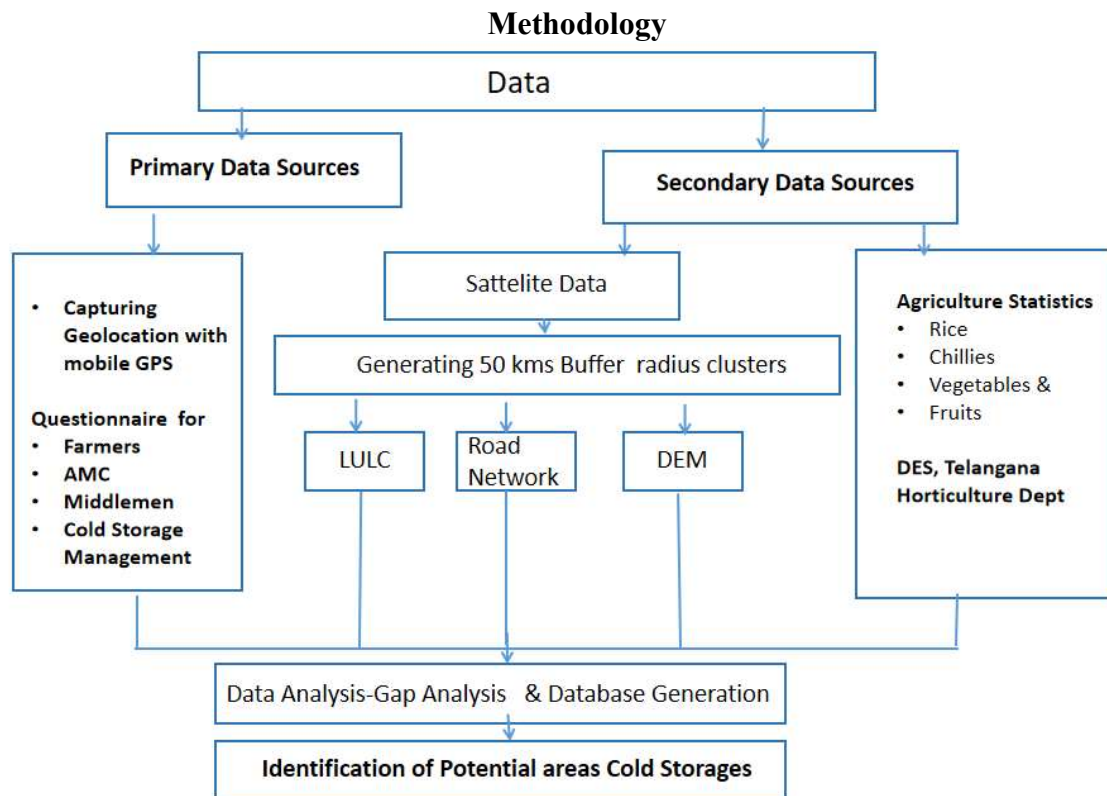 Methodology
Data
Primary Data Sources
Secondary Data Sources
• Capturing
Geolocation with
mobile GPS
Questionnaire for
• Farmers
• AMC
• Middlemen
• Cold Storage
Management
Sattelite Data
Generating 50 kms Buffer radius clusters
LULC
Road
Network
DEM
Agriculture Statistics
• Rice
• Chillies
• Vegetables &
• Fruits
DES, Telangana
Horticulture Dept
Data Analysis-Gap Analysis & Database Generation
Identification of Potential areas Cold Storages